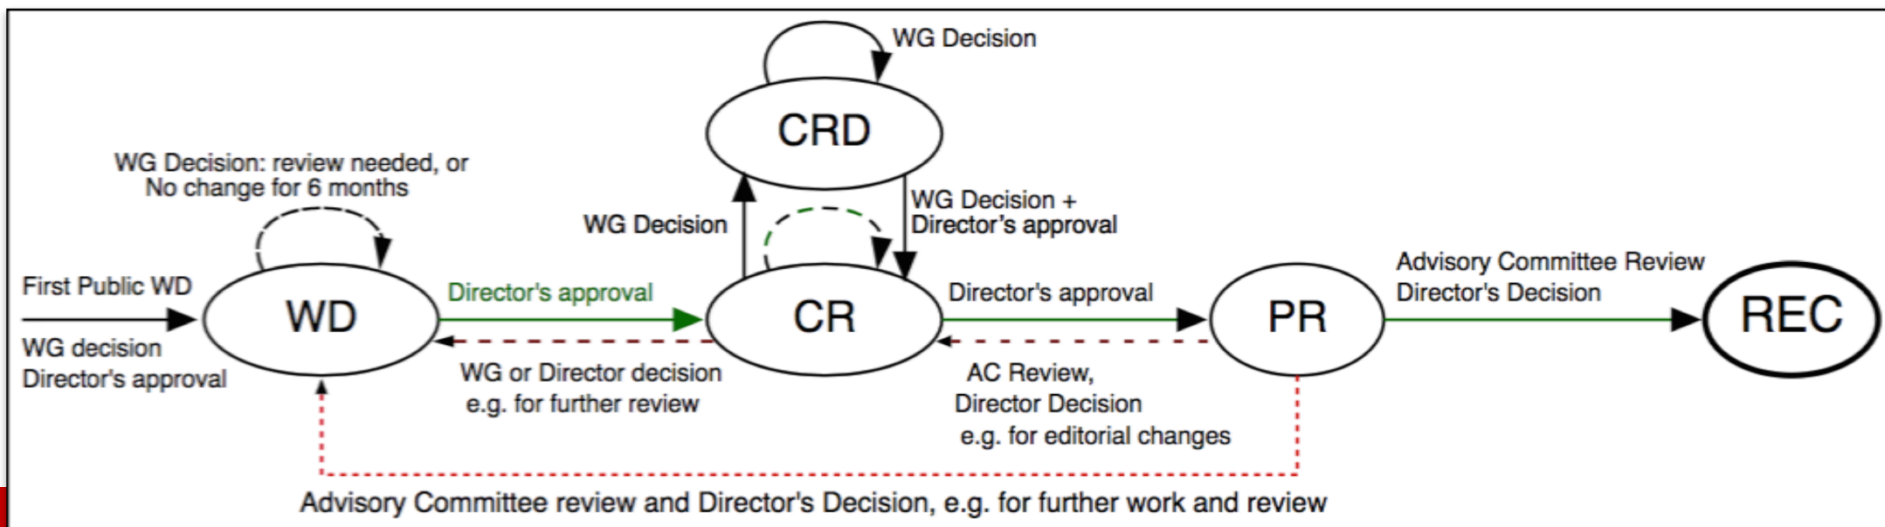 WG Decision
CRD
WG Decision: review needed, or
No change for 6 months
WG Decision
WG Decision +
Director's approval
First Public WD
WG decision
Director's approval
WD
Director's approval
WG or Director decision
e.g. for further review
CR
Director's approval
AC Review,
Director Decision
e.g. for editorial changes
PR
Advisory Committee Review
Director's Decision
REC
Advisory Committee review and Director's Decision, e.g. for further work and review